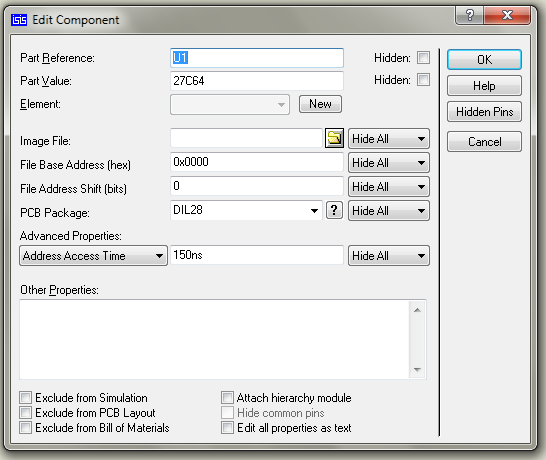 ISIS Edit Component ?
Part Reference: U1 Hidden: OK
Part Value: 27C64 Hidden: Help
Element: New Hidden Pins
Image File: Hide All Cancel
File Base Address (hex) 0x0000 Hide All
File Address Shift (bits) 0 Hide All
PCB Package: DIL28 ? Hide All
Advanced Properties:
Address Access Time 150ns Hide All
Other Properties:
Exclude from Simulation Attach hierarchy module
Exclude from PCB Layout Hide common pins
Exclude from Bill of Materials Edit all properties as text